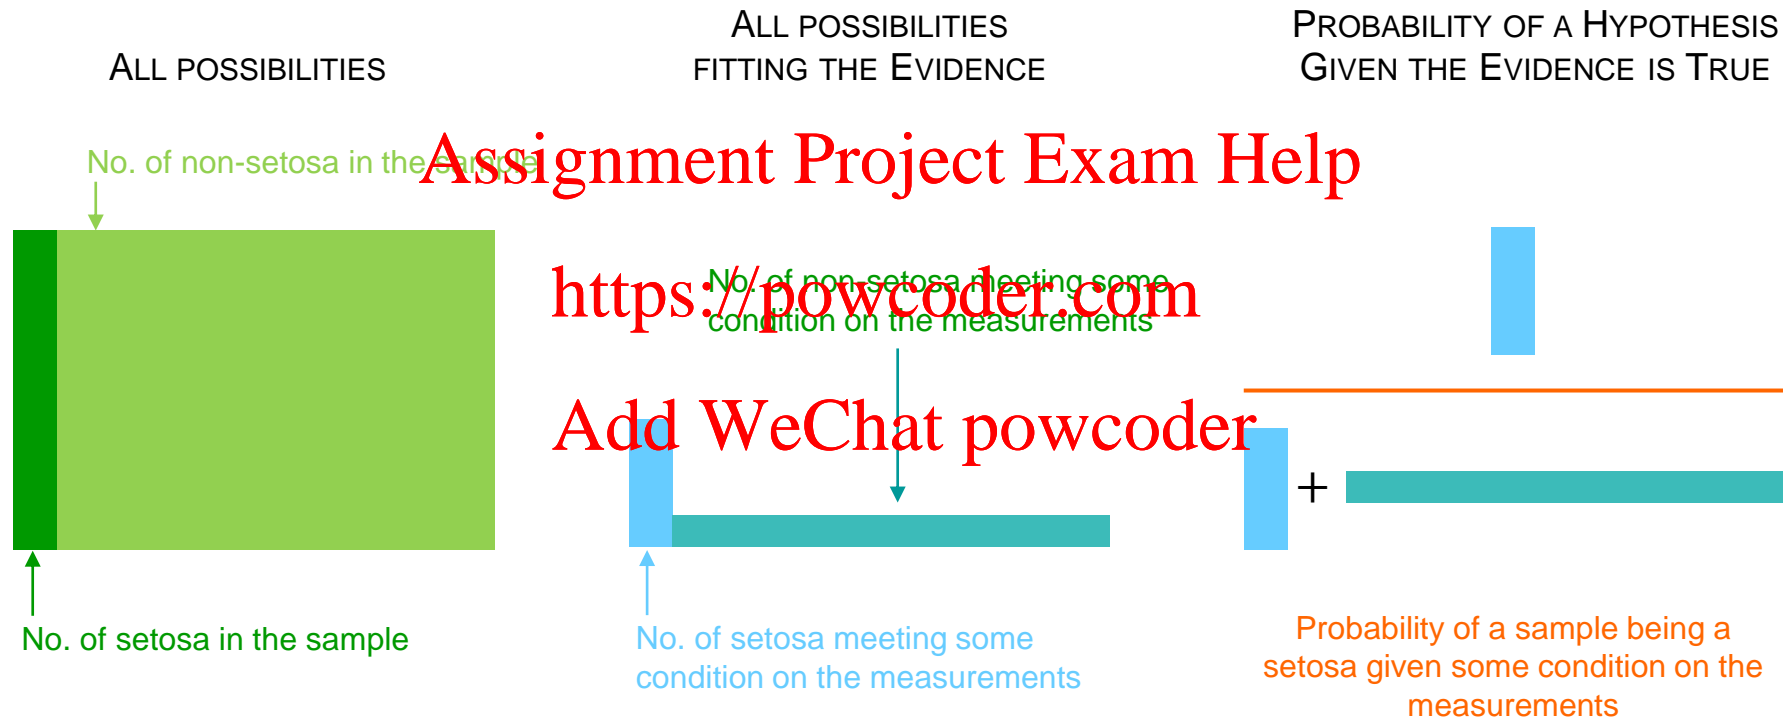 ALL POSSIBILITIES
ALL POSSIBILITIES
FITTING THE EVIDENCE
PROBABILITY OF A HYPOTHESIS
GIVEN THE EVIDENCE IS TRUE
No. of non-setosa in the sample
Assignment Project Exam Help
No. of non-setosa meeting some
condition on the measurements
https://powcoder.com
Add WeChat powcoder
+
No. of setosa in the sample
No. of setosa meeting some
condition on the measurements
Probability of a sample being a
setosa given some condition on the
measurements